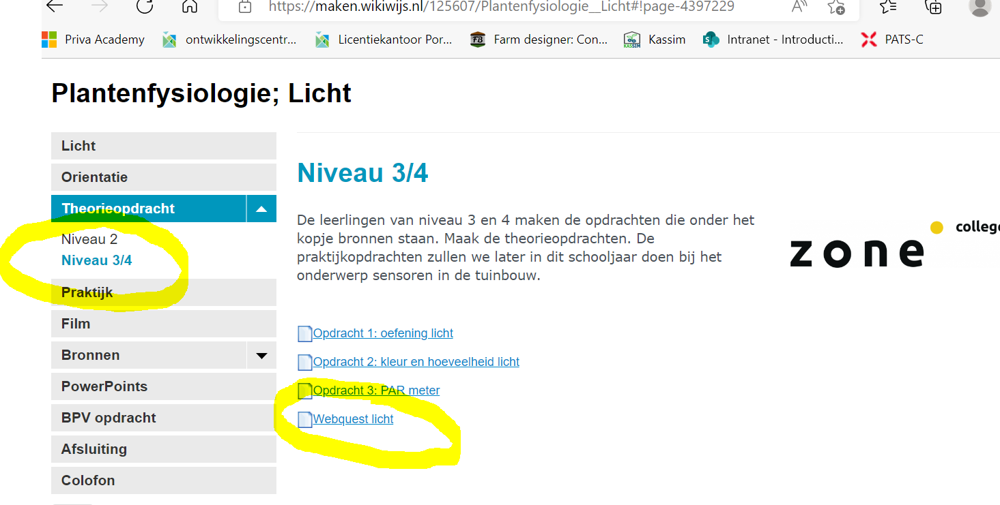 https://maken.wikiwijs.nl/125607/Plantenfysiologie__Licht#!page-4397229
Priva Academy
ontwikkelingscentr...
Licentiekantoor Por...
FB
Farm designer: Con...
KASSIM
Kassim
S
Intranet - Introducti...
PATS-C
Plantenfysiologie; Licht
Licht
Orientatie
Theorieopdracht
Niveau 2
Niveau 3/4
Praktijk
Film
Bronnen
PowerPoints
BPV opdracht
Afsluiting
Colofon
Niveau 3/4
De leerlingen van niveau 3 en 4 maken de opdrachten die onder het
kopje bronnen staan. Maak de theorieopdrachten. De
praktijkopdrachten zullen we later in dit schooljaar doen bij het
onderwerp sensoren in de tuinbouw.
Opdracht 1: oefening licht
Opdracht 2: kleur en hoeveelheid licht
Opdracht 3: PAR meter
Webquest licht
zone
college